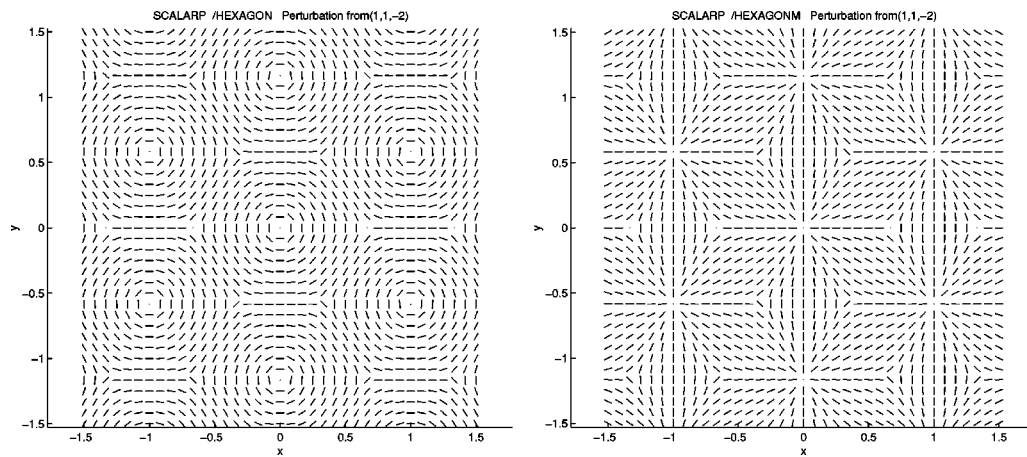 SCALARP /HEXAGON Perturbation from(1,1,−2)
1.5
1
0.5
0
−0.5
−1
−1.5
y
−1.5 −1 −0.5 0 0.5 1 1.5
x
SCALARP /HEXAGONM Perturbation from(1,1,−2)
1.5
1
0.5
0
−0.5
−1
−1.5
y
−1.5 −1 −0.5 0 0.5 1 1.5
x